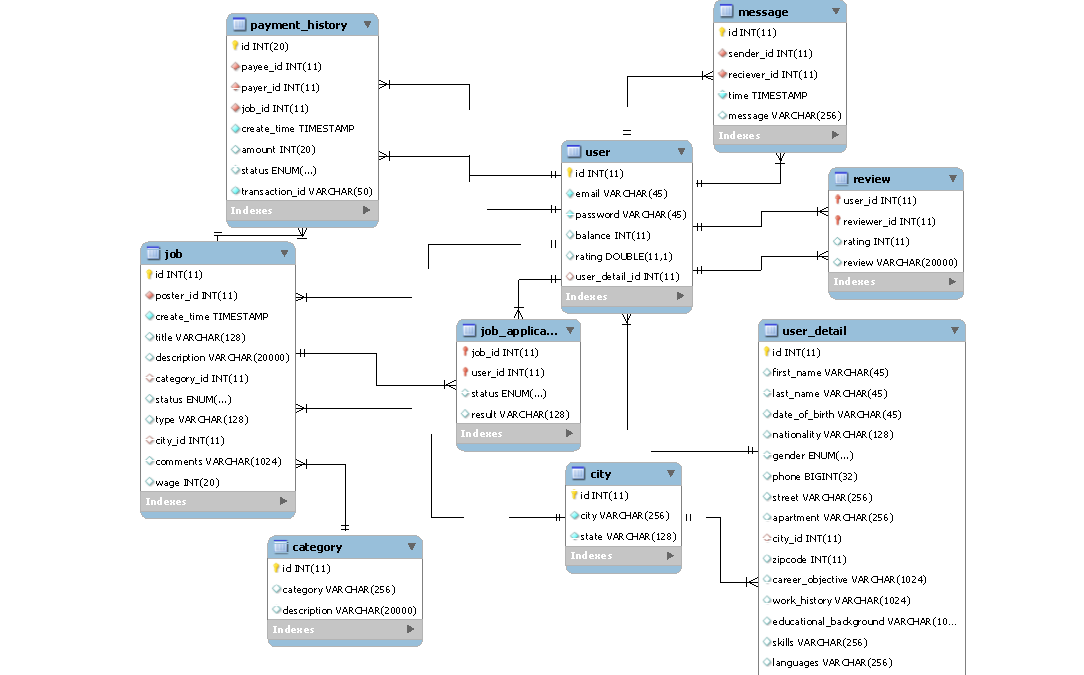 payment_history
id INT(20)
payee_id INT(11)
payer_id INT(11)
job_id INT(11)
create_time TIMESTAMP
amount INT(20)
status ENUM(...)
transaction_id VARCHAR(50)
Indexes
message
id INT(11)
sender_id INT(11)
reciever_id INT(11)
time TIMESTAMP
message VARCHAR(256)
Indexes
user
id INT(11)
email VARCHAR(45)
password VARCHAR(45)
balance INT(11)
rating DOUBLE(11,1)
user_detail_id INT(11)
Indexes
review
user_id INT(11)
reviewer_id INT(11)
rating INT(11)
review VARCHAR(20000)
Indexes
job
id INT(11)
poster_id INT(11)
create_time TIMESTAMP
title VARCHAR(128)
description VARCHAR(20000)
category_id INT(11)
status ENUM(...)
type VARCHAR(128)
city_id INT(11)
comments VARCHAR(1024)
wage INT(20)
Indexes
job_applica...
job_id INT(11)
user_id INT(11)
status ENUM(...)
result VARCHAR(128)
Indexes
user_detail
id INT(11)
first_name VARCHAR(45)
last_name VARCHAR(45)
date_of_birth VARCHAR(45)
nationality VARCHAR(128)
gender ENUM(...)
phone BIGINT(32)
street VARCHAR(256)
apartment VARCHAR(256)
city_id INT(11)
zipcode INT(11)
career_objective VARCHAR(1024)
work_history VARCHAR(1024)
educational_background VARCHAR(10...
skills VARCHAR(256)
languages VARCHAR(256)
city
id INT(11)
city VARCHAR(256)
state VARCHAR(128)
Indexes
category
id INT(11)
category VARCHAR(256)
description VARCHAR(20000)
Indexes